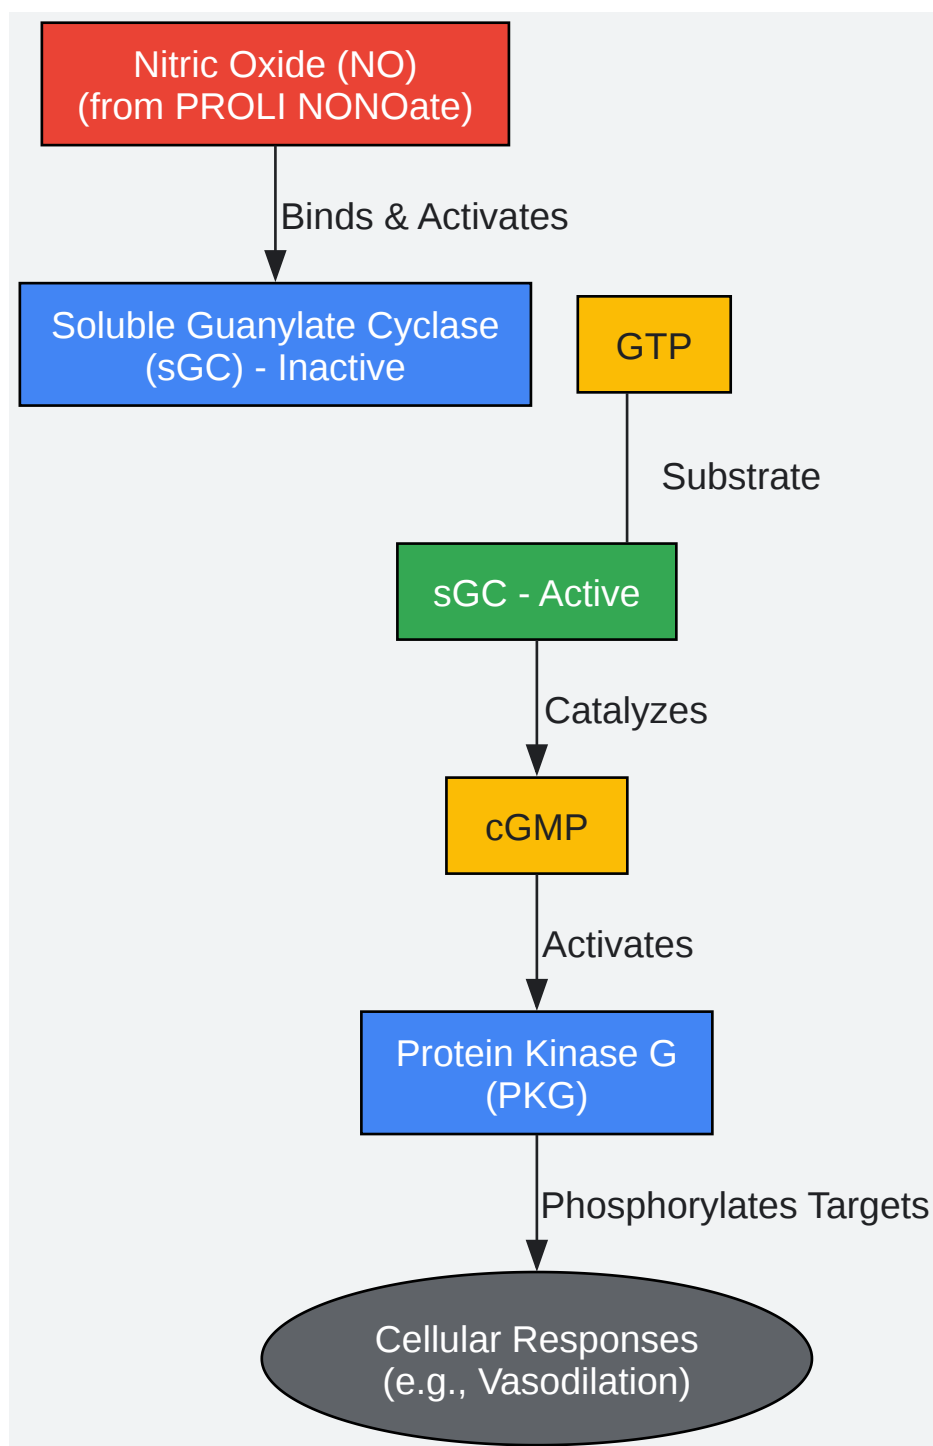 Nitric Oxide (NO)
(from PROLI NONOate)
Binds & Activates
Soluble Guanylate Cyclase
(sGC) - Inactive
GTP
Substrate
sGC - Active
Catalyzes
cGMP
Activates
Protein Kinase G
(PKG)
Phosphorylates Targets
Cellular Responses
(e.g., Vasodilation)